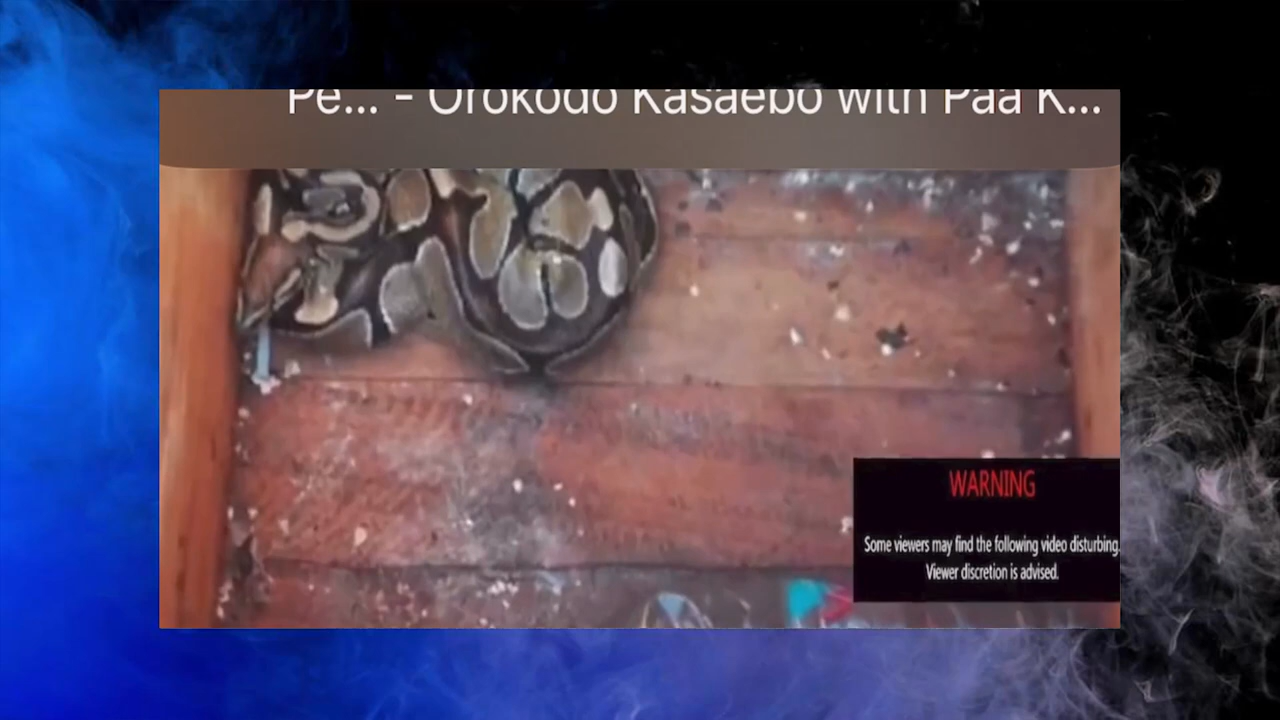 Pe... - Orokodo Kasaebo with Paa K...
WARNING
Some viewers may find the following video disturbing.
Viewer discretion is advised.